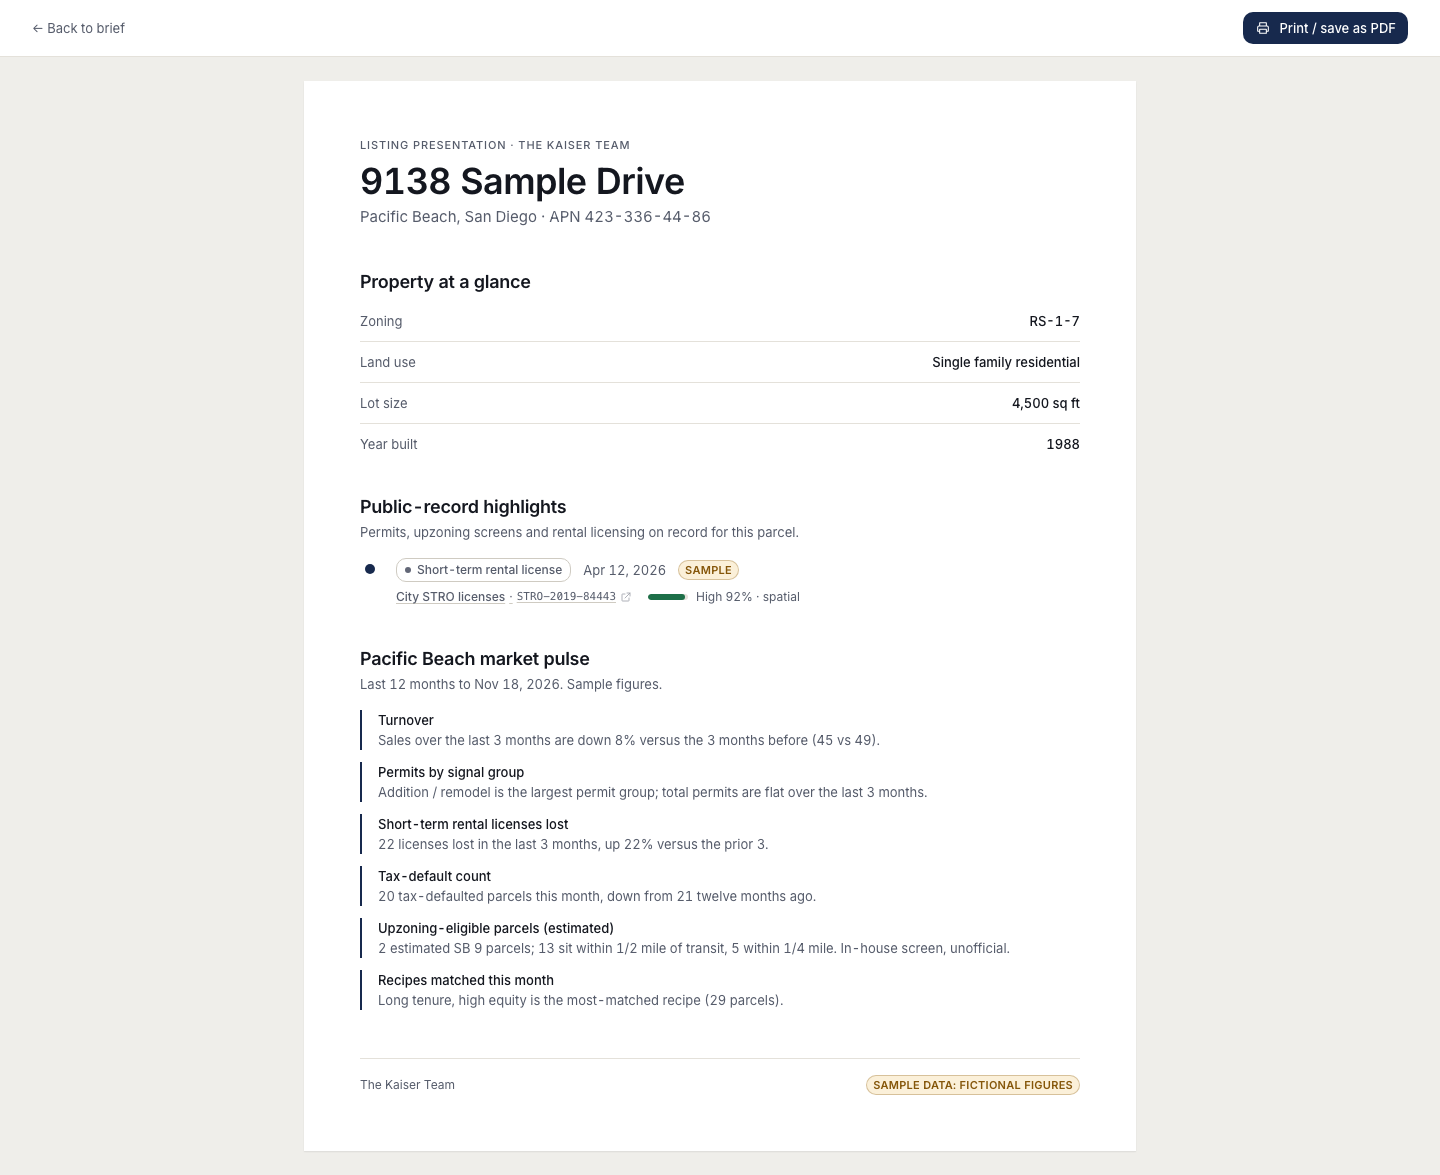 ← Back to brief
Print / save as PDF
LISTING PRESENTATION · THE KAISER TEAM
9138 Sample Drive
Pacific Beach, San Diego · APN 423-336-44-86
Property at a glance
Zoning RS-1-7
Land use Single family residential
Lot size 4,500 sq ft
Year built 1988
Public-record highlights
Permits, upzoning screens and rental licensing on record for this parcel.
Short-term rental license Apr 12, 2026 SAMPLE
City STRO licenses · STRO-2019-84443 High 92% · spatial
Pacific Beach market pulse
Last 12 months to Nov 18, 2026. Sample figures.
Turnover
Sales over the last 3 months are down 8% versus the 3 months before (45 vs 49).
Permits by signal group
Addition / remodel is the largest permit group; total permits are flat over the last 3 months.
Short-term rental licenses lost
22 licenses lost in the last 3 months, up 22% versus the prior 3.
Tax-default count
20 tax-defaulted parcels this month, down from 21 twelve months ago.
Upzoning-eligible parcels (estimated)
2 estimated SB 9 parcels; 13 sit within 1/2 mile of transit, 5 within 1/4 mile. In-house screen, unofficial.
Recipes matched this month
Long tenure, high equity is the most-matched recipe (29 parcels).
The Kaiser Team
SAMPLE DATA: FICTIONAL FIGURES